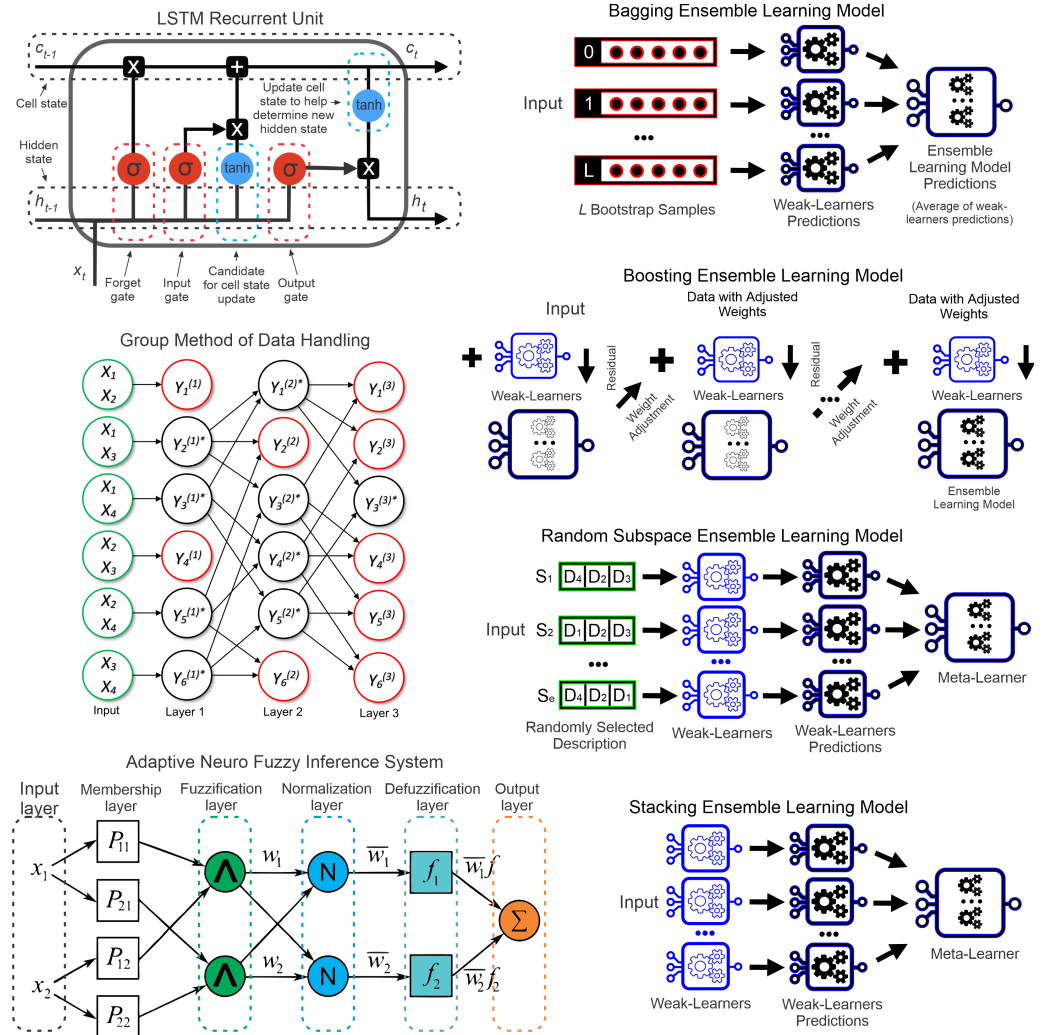 LSTM Recurrent Unit
c_{t-1}
c_t
X
+
Cell state
Update cell
state to help
determine new
hidden state
tanh
X
Hidden
state
σ
σ
tanh
σ
X
h_{t-1}
h_t
x_t
Forget
gate
Input
gate
Candidate
for cell state
update
Output
gate
Bagging Ensemble Learning Model
0
Input
1
L
L Bootstrap Samples
Weak-Learners
Predictions
Ensemble
Learning Model
Predictions
(Average of weak-
learners predictions)
Boosting Ensemble Learning Model
Input
Data with Adjusted
Weights
Data with Adjusted
Weights
Weak-Learners
Residual
Weight
Adjustment
Weak-Learners
Residual
Weight
Adjustment
Weak-Learners
Ensemble
Learning Model
Group Method of Data Handling
X₁
X₂
Y₁⁽¹⁾
Y₁⁽²⁾*
Y₁⁽³⁾
X₁
X₃
Y₂⁽¹⁾*
Y₂⁽²⁾
Y₂⁽³⁾
X₁
X₄
Y₃⁽¹⁾*
Y₃⁽²⁾*
Y₃⁽³⁾*
X₂
X₃
Y₄⁽¹⁾
Y₄⁽²⁾*
Y₄⁽³⁾
X₂
X₄
Y₅⁽¹⁾*
Y₅⁽²⁾*
Y₅⁽³⁾
X₃
X₄
Y₆⁽¹⁾*
Y₆⁽²⁾
Y₆⁽³⁾
Input
Layer 1
Layer 2
Layer 3
Random Subspace Ensemble Learning Model
S₁ D₄ D₂ D₃
Input S₂ D₁ D₂ D₃
Sₑ D₄ D₂ D₁
Randomly Selected
Description
Weak-Learners
Weak-Learners
Predictions
Meta-Learner
Adaptive Neuro Fuzzy Inference System
Input
layer
Membership
layer
Fuzzification
layer
Normalization
layer
Defuzzification
layer
Output
layer
x₁
P₁₁
P₂₁
x₂
P₁₂
P₂₂
Λ
Λ
w₁
w₂
N
N
w̅₁
w̅₂
f₁
f₂
w̅₁f
w̅₂f₂
Σ
Stacking Ensemble Learning Model
Input
Weak-Learners
Weak-Learners
Predictions
Meta-Learner